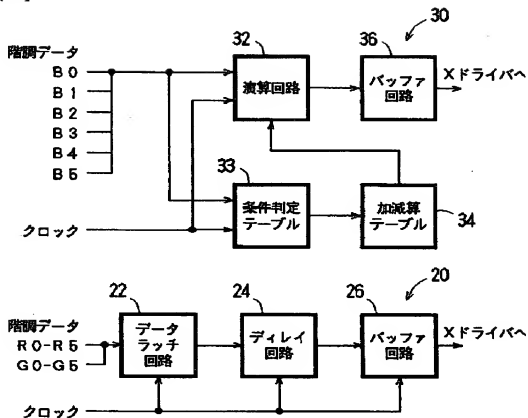 30
32
36
階調データ
B0
B1
B2
B3
B4
B5
演算回路
バッファ
回路
Xドライバへ
33
条件判定
テーブル
加減算
テーブル
34
クロック
20
22
24
26
階調データ
R0-R5
G0-G5
データ
ラッチ
回路
ディレイ
回路
バッファ
回路
Xドライバへ
クロック